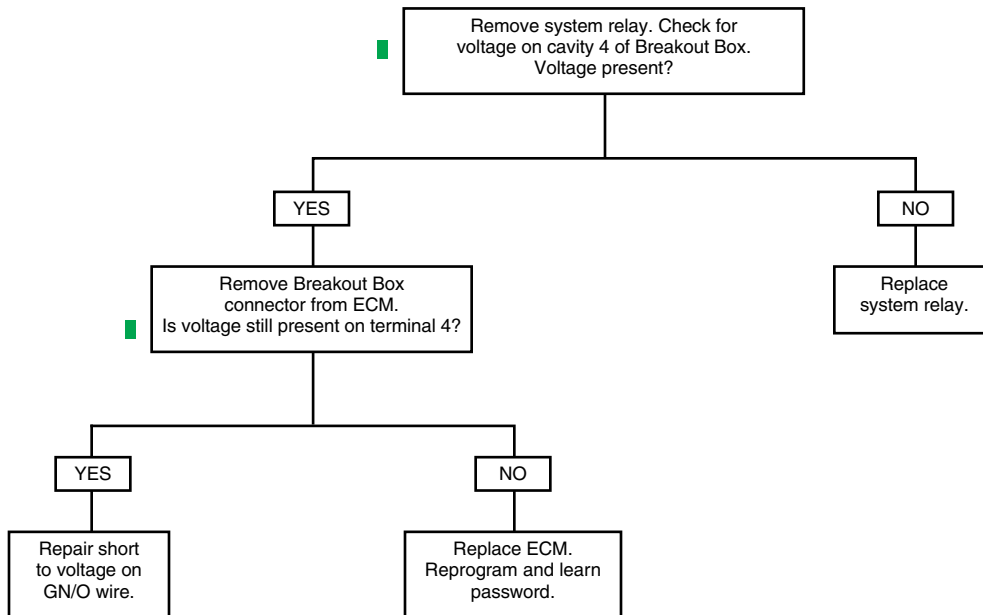 Remove system relay. Check for
voltage on cavity 4 of Breakout Box.
Voltage present?
YES
NO
Remove Breakout Box
connector from ECM.
Is voltage still present on terminal 4?
Replace
system relay.
YES
NO
Repair short
to voltage on
GN/O wire.
Replace ECM.
Reprogram and learn
password.